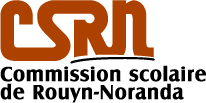 CSRN
Commission scolaire
de Rouyn-Noranda